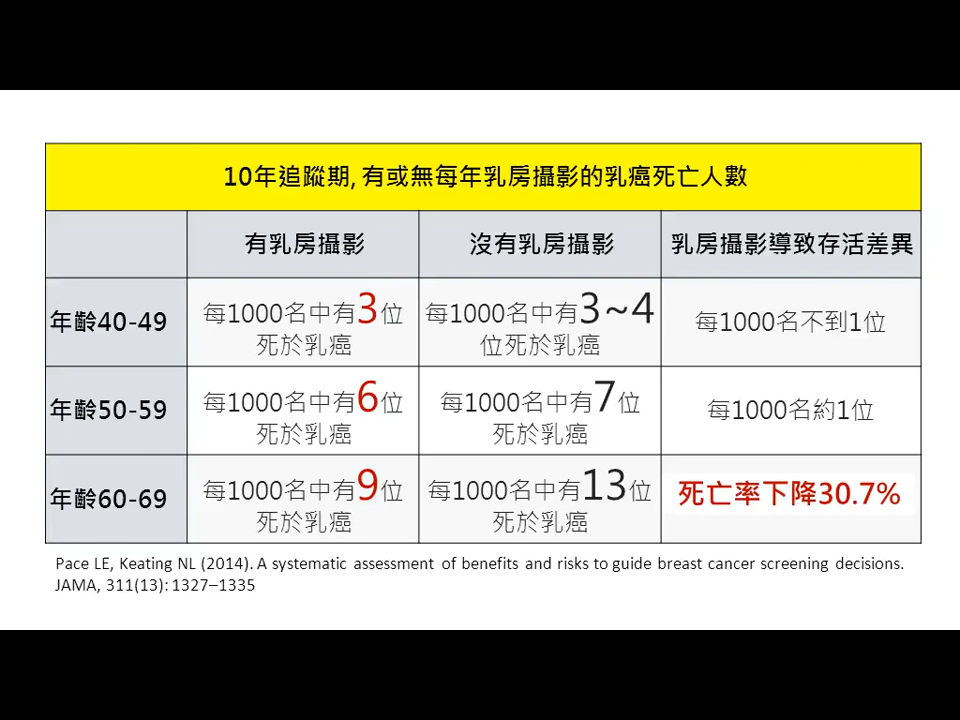 10年追蹤期, 有或無每年乳房攝影的乳癌死亡人數
有乳房攝影
沒有乳房攝影
乳房攝影導致存活差異
年齡40-49
每1000名中有3位
死於乳癌
每1000名中有3~4
位死於乳癌
每1000名不到1位
年齡50-59
每1000名中有6位
死於乳癌
每1000名中有7位
死於乳癌
每1000名約1位
年齡60-69
每1000名中有9位
死於乳癌
每1000名中有13位
死於乳癌
死亡率下降30.7%
Pace LE, Keating NL (2014). A systematic assessment of benefits and risks to guide breast cancer screening decisions.
JAMA, 311(13): 1327–1335